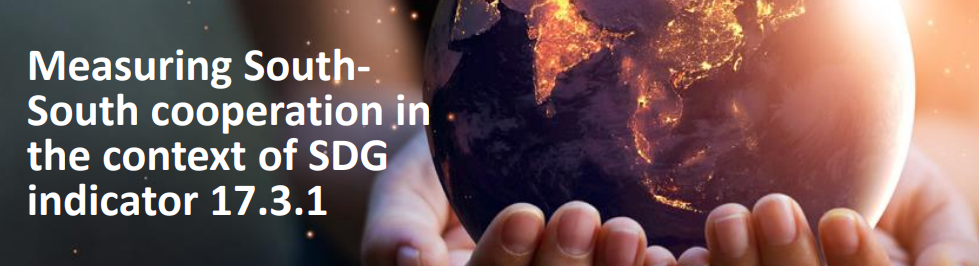 Measuring South-
South cooperation in
the context of SDG
indicator 17.3.1